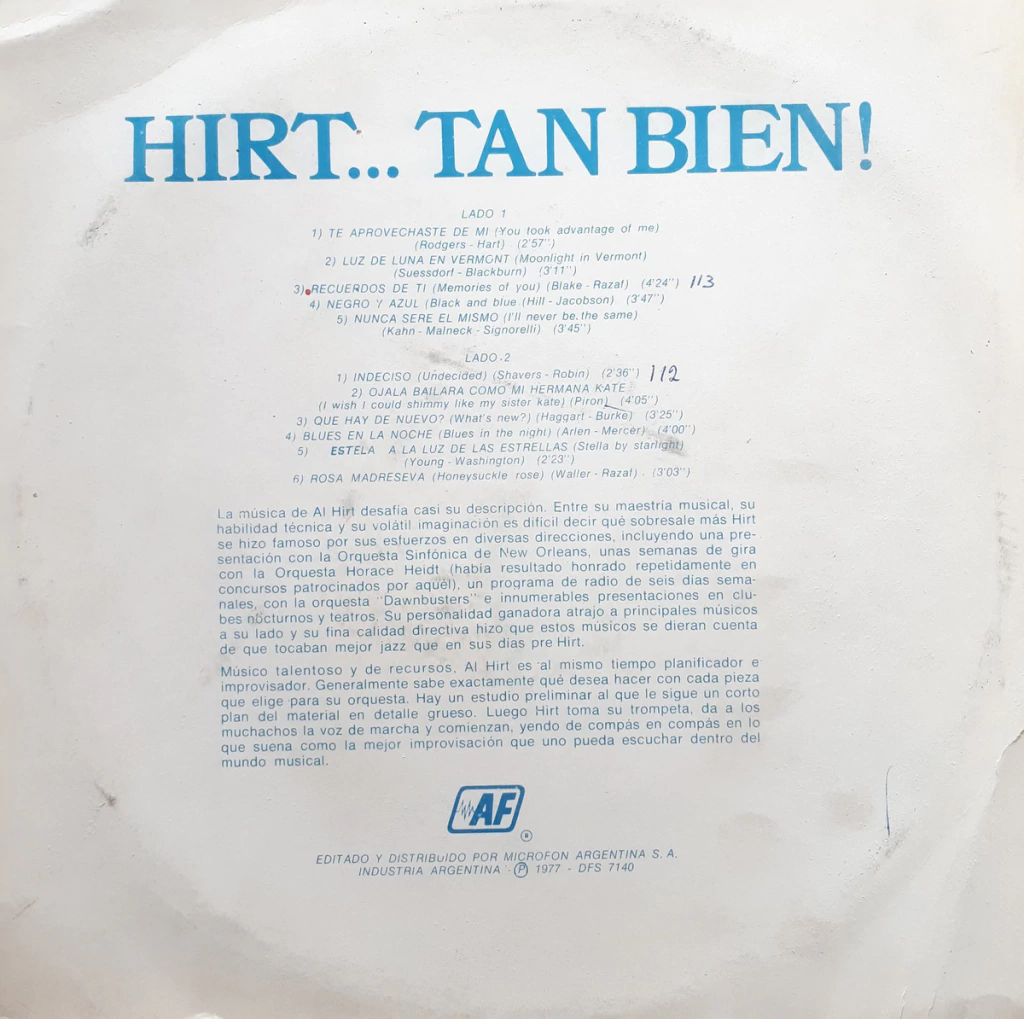 HIRT... TAN BIEN!
LADO 1
1) TE APROVECHASTE DE MI (You took advantage of me)
(Rodgers - Hart) (2'57'')
2) LUZ DE LUNA EN VERMONT (Moonlight in Vermont)
(Suessdorf - Blackburn) (3'11'')
3) RECUERDOS DE TI (Memories of you) (Blake - Razaf) (4'24'') 113
4) NEGRO Y AZUL (Black and blue (Hill - Jacobson) (3'47'')
5) NUNCA SERE EL MISMO (I'll never be the same)
(Kahn - Malneck - Signorelli) (3'45'')
LADO 2
1) INDECISO (Undecided) (Shavers - Robin) (2'36'') 112
2) OJALA BAILARA COMO MI HERMANA KATE
(I wish I could shimmy like my sister kate) (Piron) (4'05'')
3) QUE HAY DE NUEVO? (What's new?) (Haggart - Burke) (3'25'')
4) BLUES EN LA NOCHE (Blues in the night) (Arlen - Mercer) (4'00'')
5) ESTELA A LA LUZ DE LAS ESTRELLAS (Stella by starlight)
(Young - Washington) (2'23'')
6) ROSA MADRESEVA (Honeysuckle rose) (Waller - Razaf) (3'03'')
La música de Al Hirt desafía casi su descripción. Entre su maestría musical, su
habilidad técnica y su volátil imaginación es difícil decir qué sobresale más Hirt
se hizo famoso por sus esfuerzos en diversas direcciones, incluyendo una pre-
sentación con la Orquesta Sinfónica de New Orleans, unas semanas de gira
con la Orquesta Horace Heidt (había resultado honrado repetidamente en
concursos patrocinados por aquél), un programa de radio de seis días sema-
nales, con la orquesta "Dawnbusters" e innumerables presentaciones en clu-
bes nocturnos y teatros. Su personalidad ganadora atrajo a principales músicos
a su lado y su fina calidad directiva hizo que estos músicos se dieran cuenta
de que tocaban mejor jazz que en sus días pre Hirt.
Músico talentoso y de recursos, Al Hirt es al mismo tiempo planificador e
improvisador. Generalmente sabe exactamente qué desea hacer con cada pieza
que elige para su orquesta. Hay un estudio preliminar al que le sigue un corto
plan del material en detalle grueso. Luego Hirt toma su trompeta, da a los
muchachos la voz de marcha y comienzan, yendo de compás en compás en lo
que suena como la mejor improvisación que uno pueda escuchar dentro del
mundo musical.
AF
®
EDITADO Y DISTRIBUIDO POR MICROFON ARGENTINA S. A.
INDUSTRIA ARGENTINA - ℗ 1977 - DFS 7140